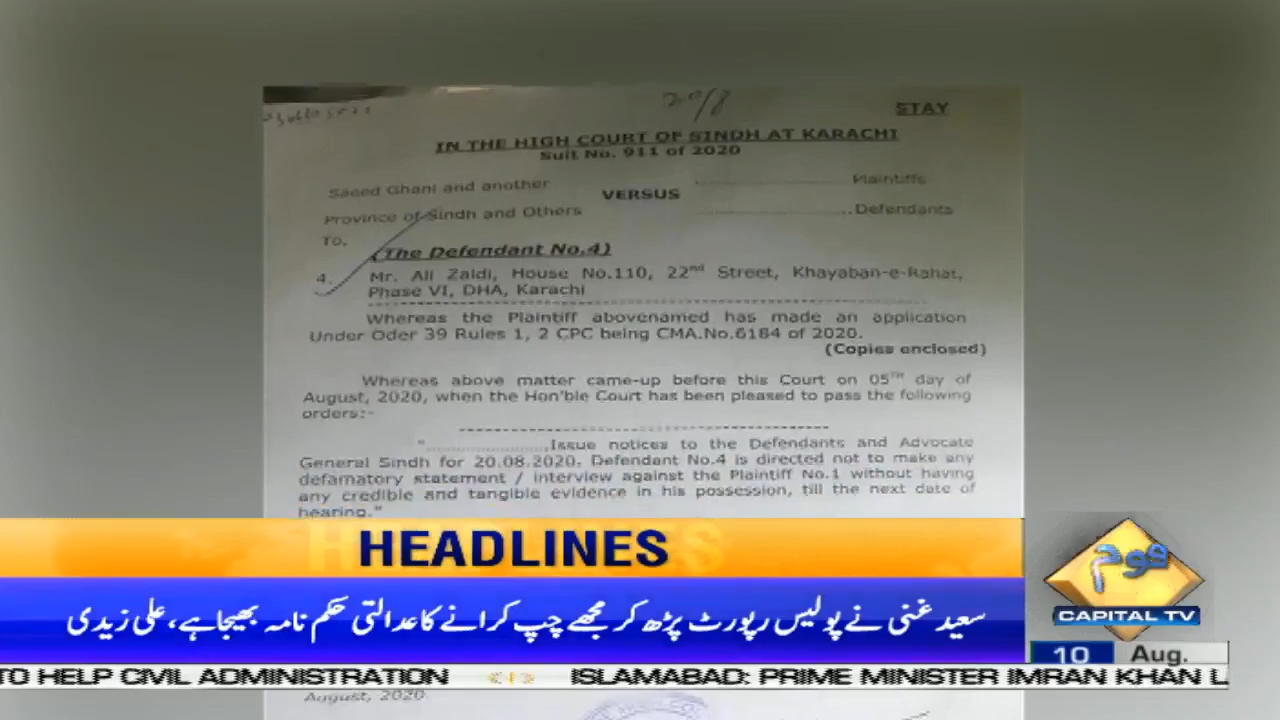 20/8
STAY
IN THE HIGH COURT OF SINDH AT KARACHI
Suit No. 911 of 2020
Saeed Ghani and another ........................ Plaintiffs
VERSUS
Province of Sindh and Others ........................ Defendants
To,
(The Defendant No.4)
4. Mr. Ali Zaidi, House No.110, 22nd Street, Khayaban-e-Rahat,
Phase VI, DHA, Karachi
Whereas the Plaintiff abovenamed has made an application
Under Oder 39 Rules 1, 2 CPC being CMA.No.6184 of 2020.
(Copies enclosed)
Whereas above matter came-up before this Court on 05TH day of
August, 2020, when the Hon'ble Court has been pleased to pass the following
orders:-
"........................Issue notices to the Defendants and Advocate
General Sindh for 20.08.2020. Defendant No.4 is directed not to make any
defamatory statement / interview against the Plaintiff No.1 without having
any credible and tangible evidence in his possession, till the next date of
hearing."
HEADLINES
سعید غنی نے پولیس رپورٹ پڑھ کر مجھے چپ کرانے کا عدالتی حکم نامہ بھیجا ہے، علی زیدی
قوم
CAPITAL TV
10 Aug.
TO HELP CIVIL ADMINISTRATION ISLAMABAD: PRIME MINISTER IMRAN KHAN L
August, 2020